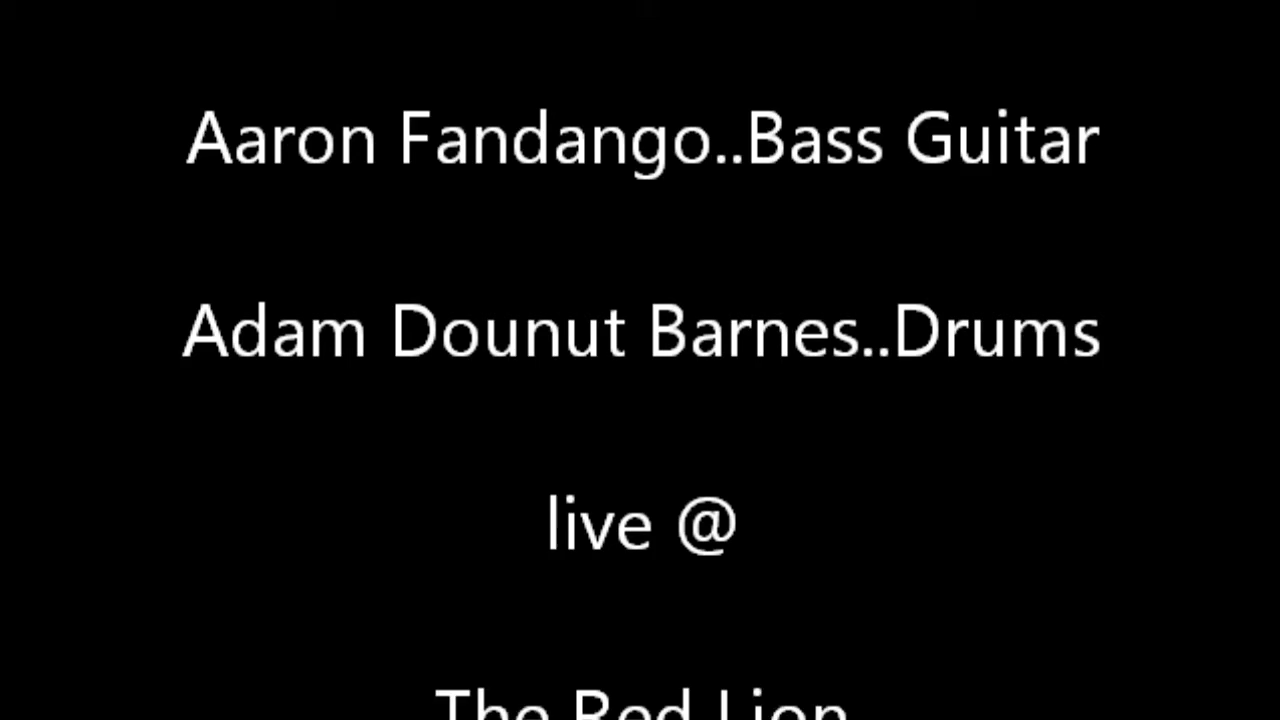 Aaron Fandango..Bass Guitar
Adam Dounut Barnes..Drums
live @
The Red Lion